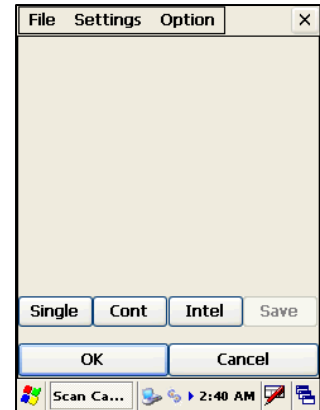 File Settings Option ×
Single Cont Intel Save
OK Cancel
Scan Ca... 2:40 AM